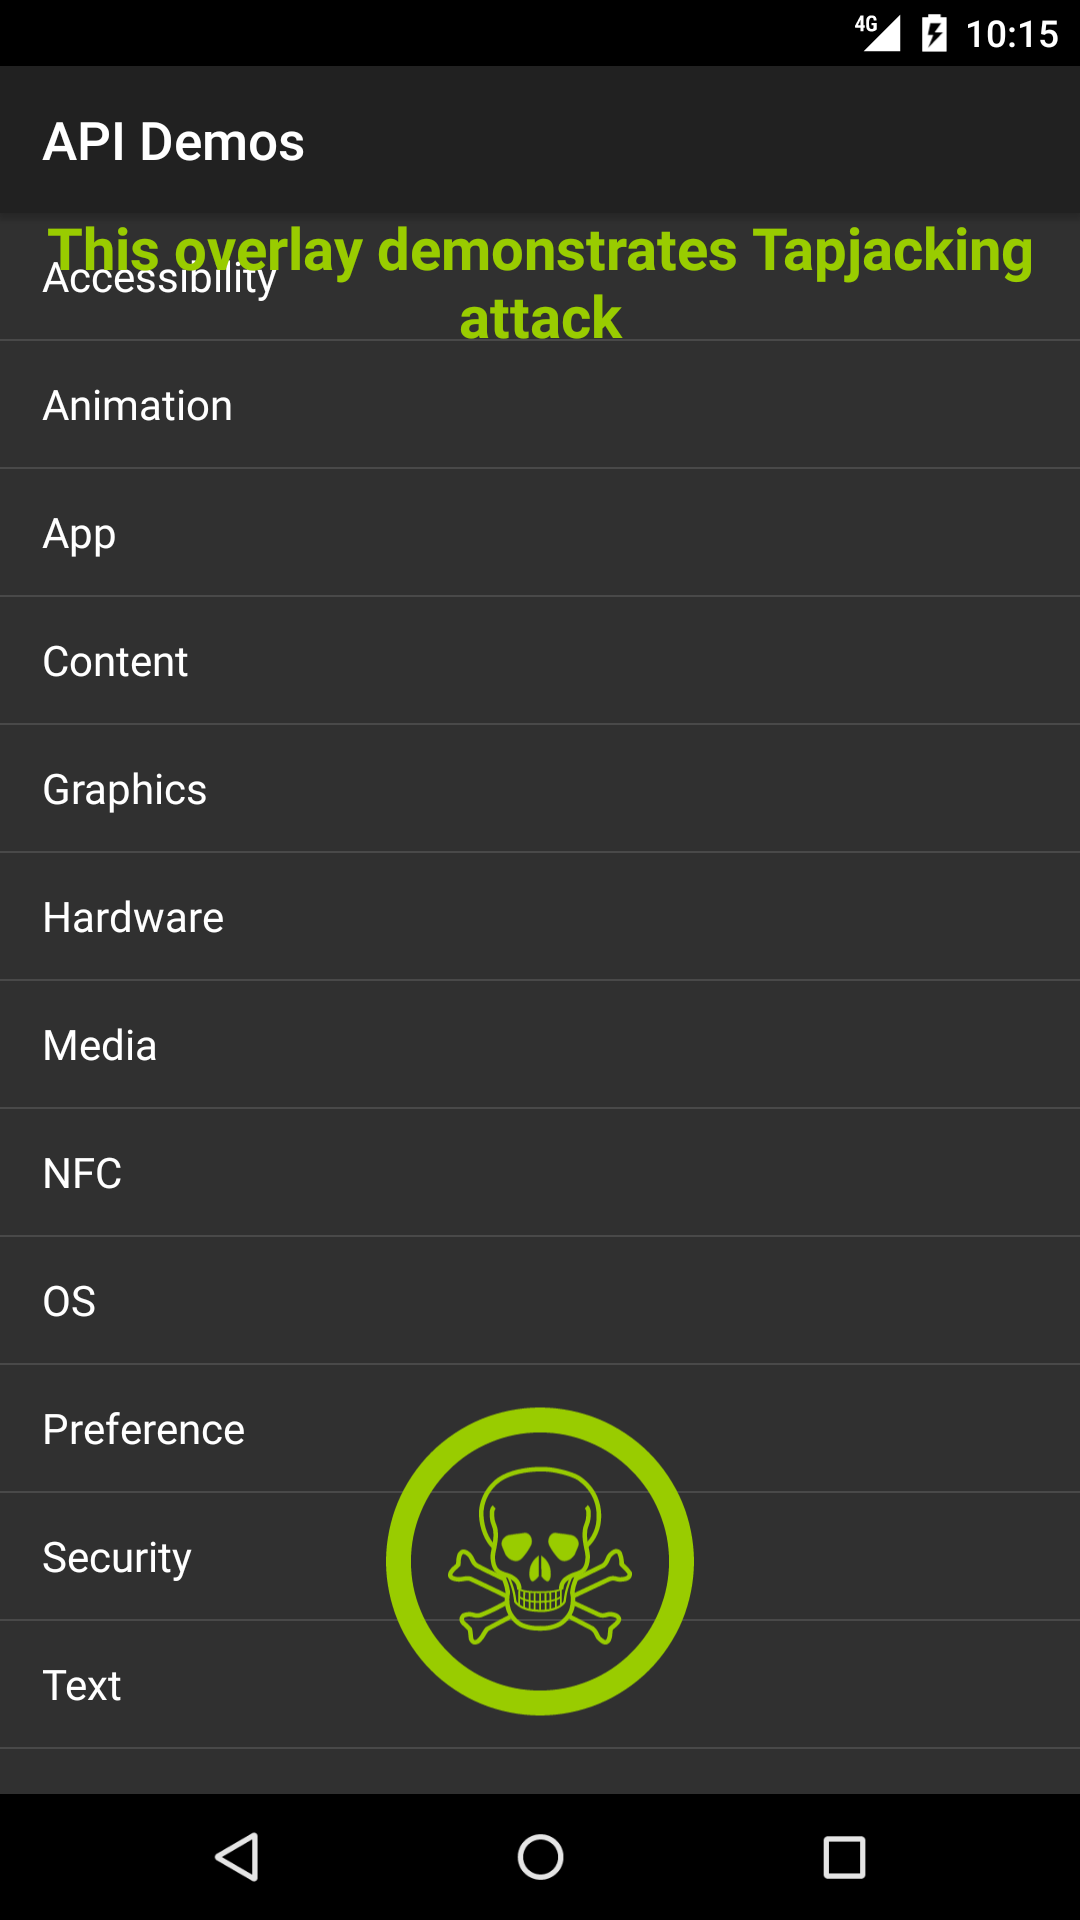 4G 10:15
API Demos
This overlay demonstrates Tapjacking
attack
Accessibility
Animation
App
Content
Graphics
Hardware
Media
NFC
OS
Preference
Security
Text